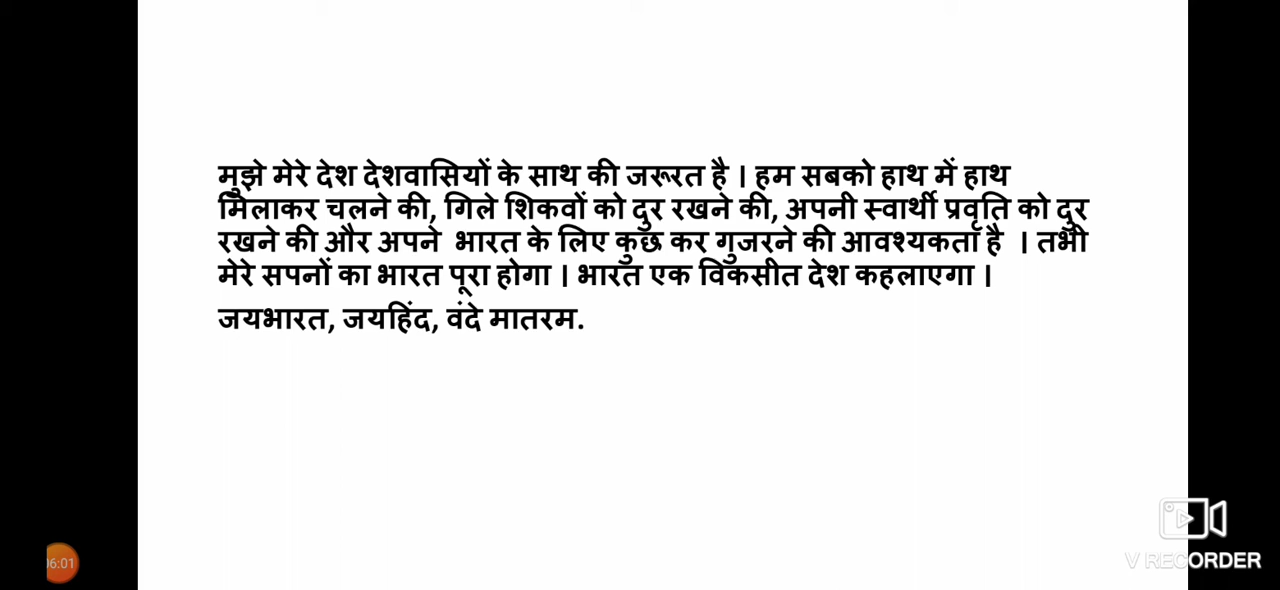 मुझे मेरे देश देशवासियों के साथ की जरूरत है । हम सबको हाथ में हाथ
मिलाकर चलने की, गिले शिकवों को दुर रखने की, अपनी स्वार्थी प्रवृति को दुर
रखने की और अपने भारत के लिए कुछ कर गुजरने की आवश्यकता है । तभी
मेरे सपनों का भारत पूरा होगा । भारत एक विकसीत देश कहलाएगा ।
जयभारत, जयहिंद, वंदे मातरम.
06:01
V RECORDER